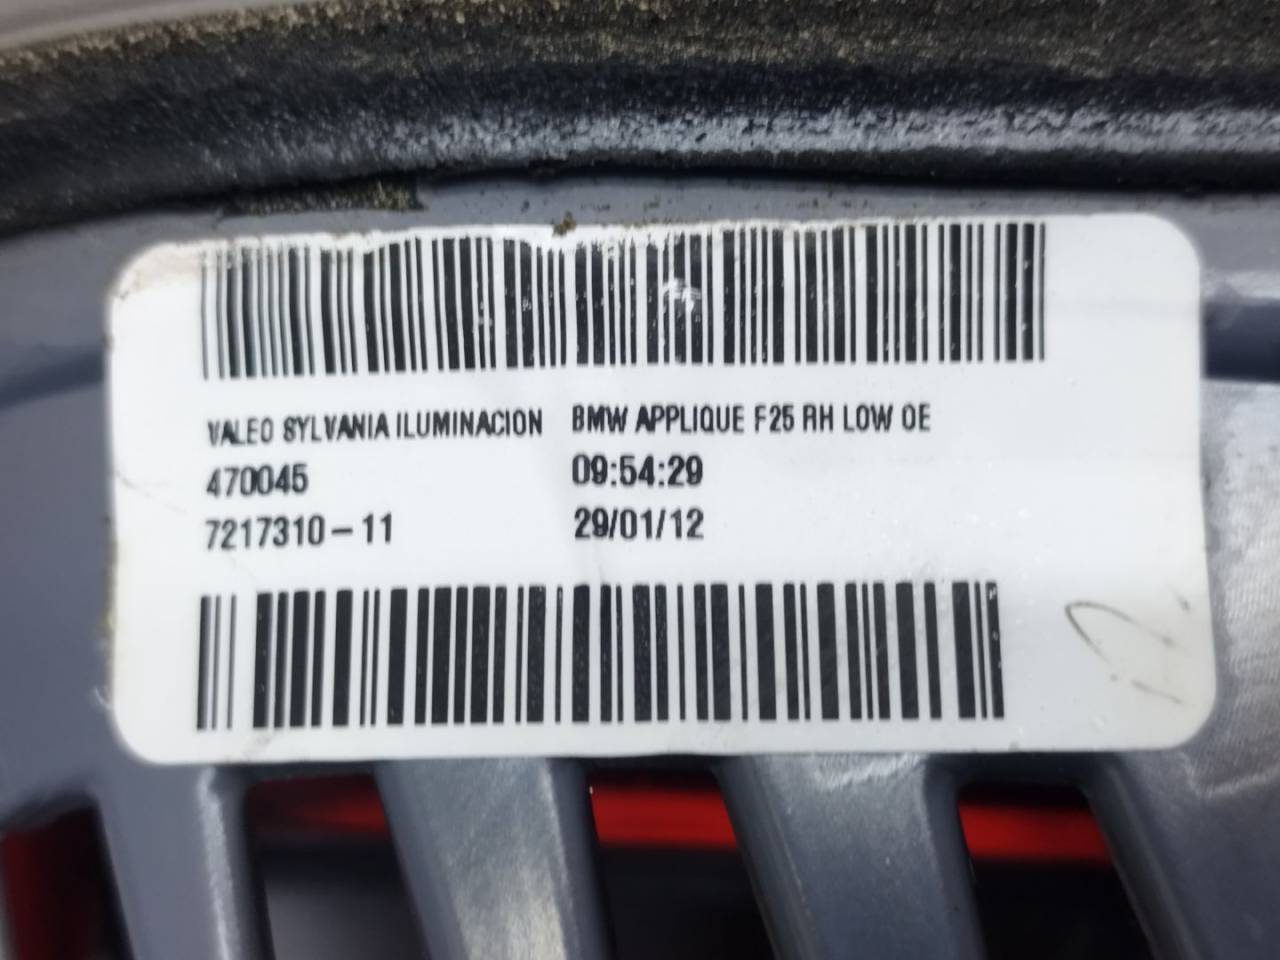 VALEO SYLVANIA ILUMINACION BMW APPLIQUE F25 RH LOW OE
470045 09:54:29
7217310-11 29/01/12